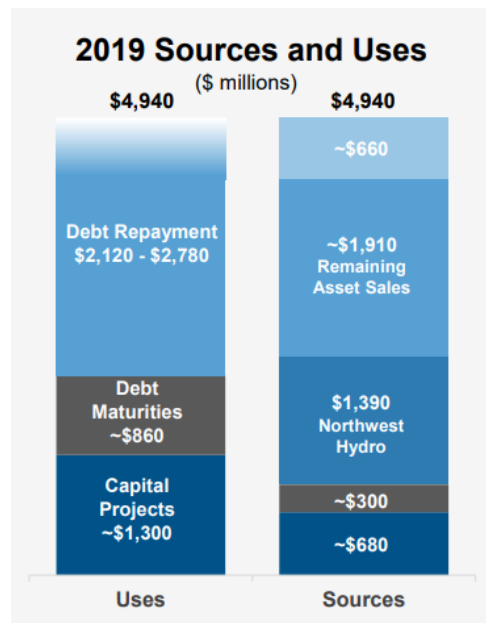 2019 Sources and Uses
($ millions)
$4,940
$4,940
Debt Repayment
$2,120 - $2,780
Debt
Maturities
~$860
Capital
Projects
~$1,300
~$660
~$1,910
Remaining
Asset Sales
$1,390
Northwest
Hydro
~$300
~$680
Uses
Sources